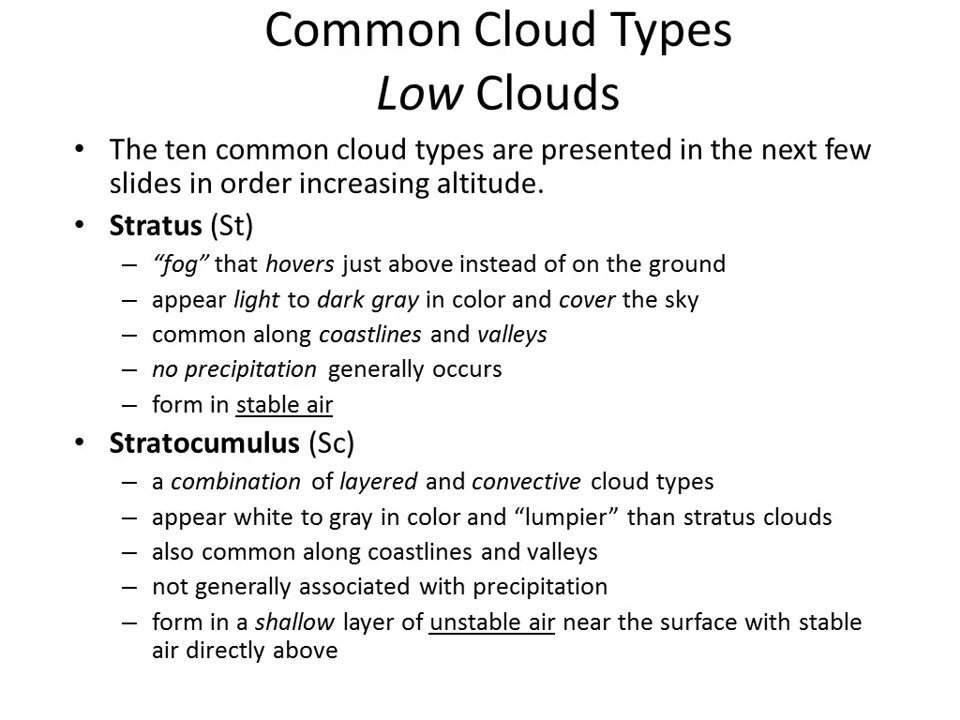 Common Cloud Types
Low Clouds
• The ten common cloud types are presented in the next few
slides in order increasing altitude.
• Stratus (St)
– “fog” that hovers just above instead of on the ground
– appear light to dark gray in color and cover the sky
– common along coastlines and valleys
– no precipitation generally occurs
– form in stable air
• Stratocumulus (Sc)
– a combination of layered and convective cloud types
– appear white to gray in color and “lumpier” than stratus clouds
– also common along coastlines and valleys
– not generally associated with precipitation
– form in a shallow layer of unstable air near the surface with stable
air directly above